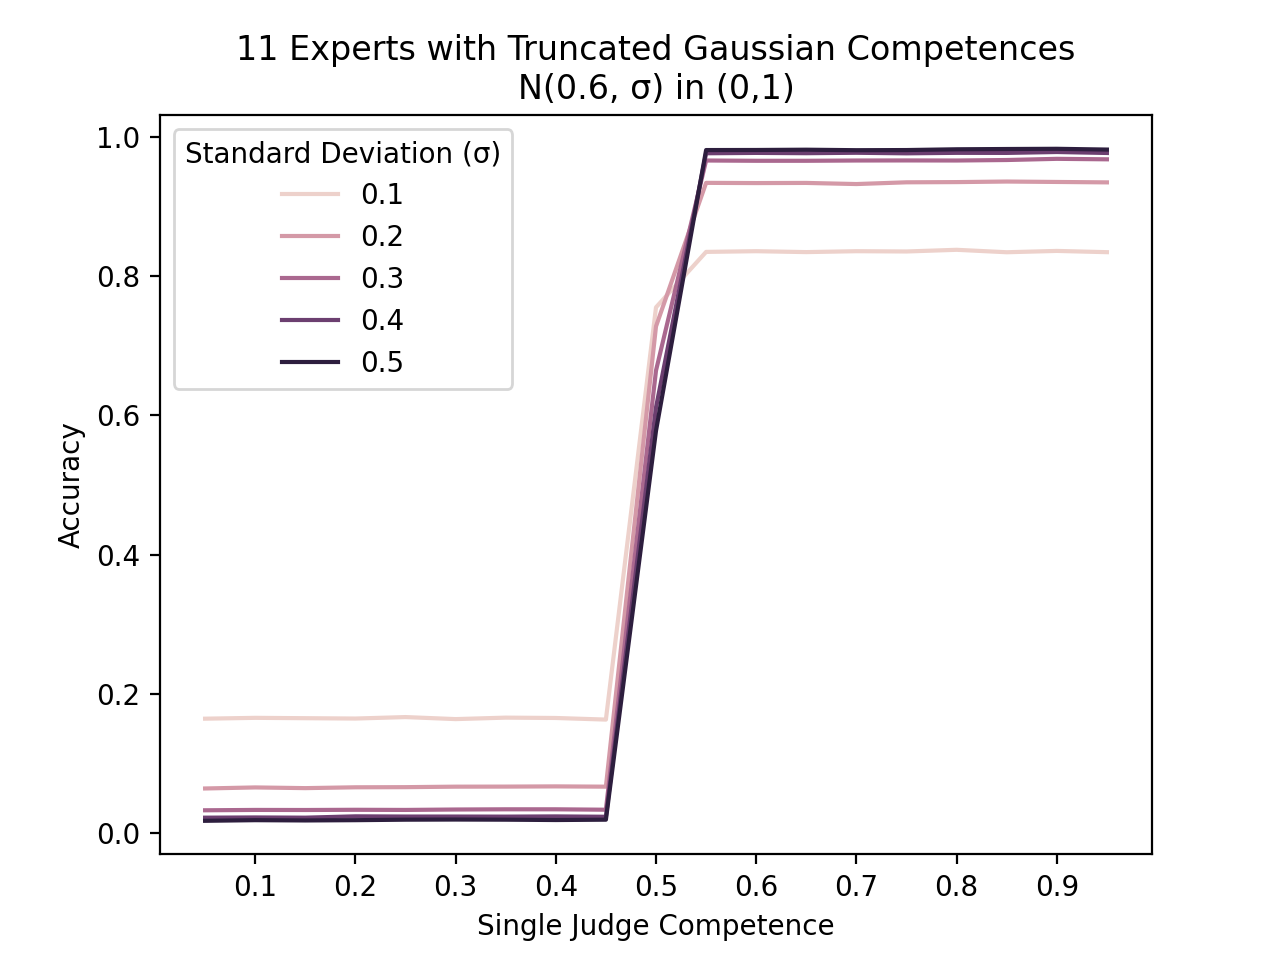 11 Experts with Truncated Gaussian Competences
N(0.6, σ) in (0,1)
Standard Deviation (σ)
0.1
0.2
0.3
0.4
0.5
Accuracy
1.0
0.8
0.6
0.4
0.2
0.0
0.1 0.2 0.3 0.4 0.5 0.6 0.7 0.8 0.9
Single Judge Competence